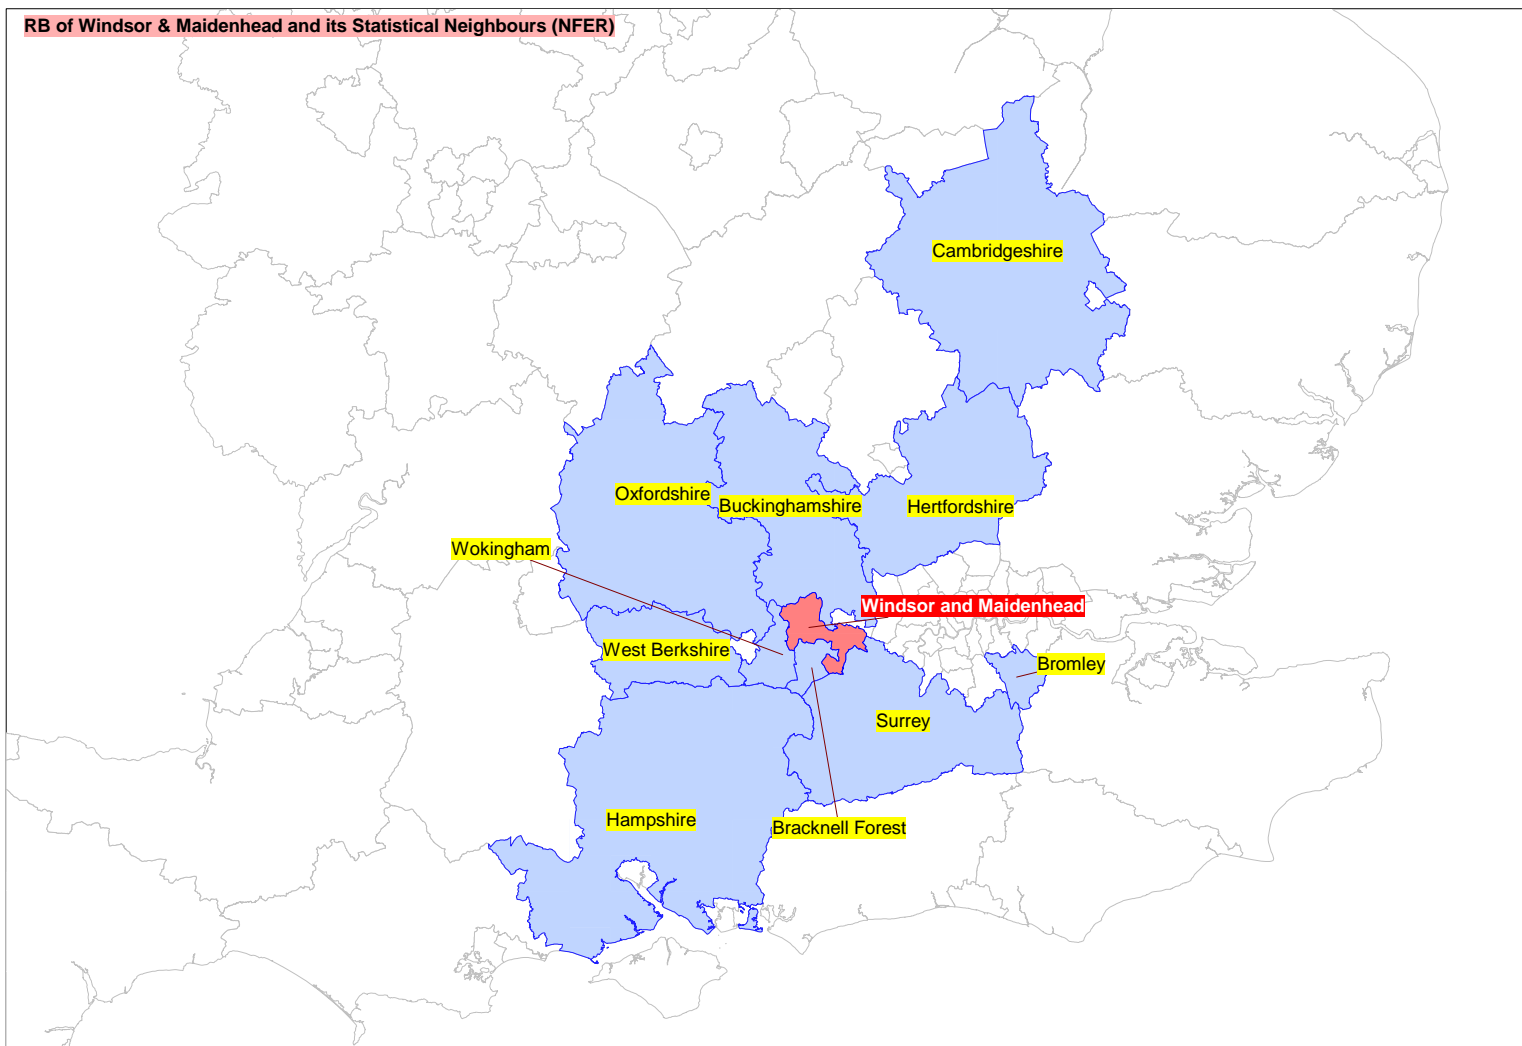 RB of Windsor & Maidenhead and its Statistical Neighbours (NFER)
Cambridgeshire
Oxfordshire
Buckinghamshire
Hertfordshire
Wokingham
Windsor and Maidenhead
West Berkshire
Bromley
Surrey
Hampshire
Bracknell Forest